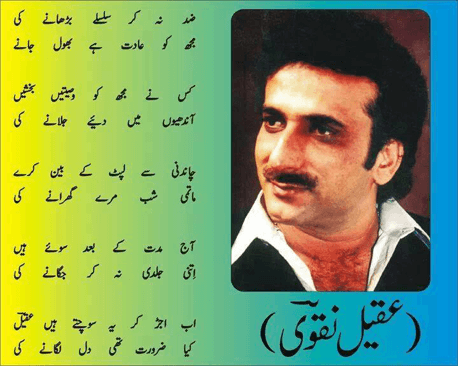 ضد نہ کر سلسلے بڑھانے کی
مجھ کو عادت ہے بھول جانے کی
کس نے مجھ کو وصیتیں بخشیں
آندھیوں میں دیئے جلانے کی
چاندنی سے لپٹ کے بین کرے
ماتمی شب مرے گھرانے کی
آج مدت کے بعد سوئے ہیں
اتنی جلدی نہ کر جگانے کی
اب اجڑ کر یہ سوچتے ہیں عقیلؔ
کیا ضرورت تھی دل لگانے کی
(عقیل نقویؔ)